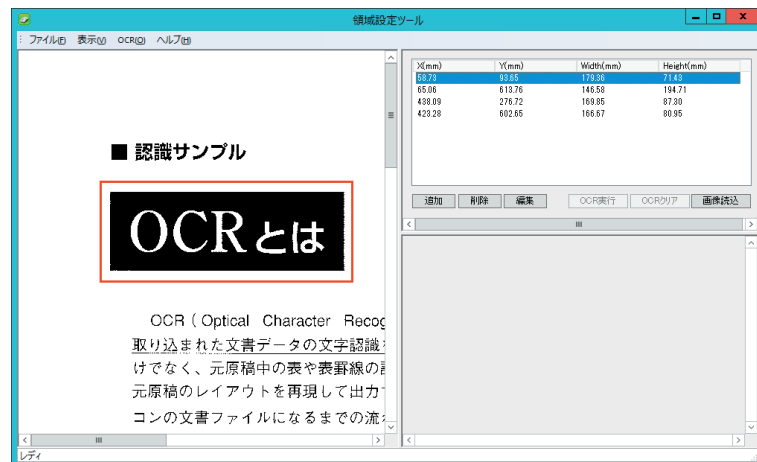 領域設定ツール
ファイル(F) 表示(V) OCR(O) ヘルプ(H)
■ 認識サンプル
OCRとは
OCR ( Optical Character Recog
取り込まれた文書データの文字認識
けでなく、元原稿中の表や表罫線の
元原稿のレイアウトを再現して出力
コンの文書ファイルになるまでの流
X(mm) Y(mm) Width(mm) Height(mm)
58.73 93.65 179.36 71.43
65.06 613.76 146.58 194.71
438.09 276.72 169.85 87.30
423.28 602.65 166.67 80.95
追加 削除 編集 OCR実行 OCRクリア 画像読込
レディ